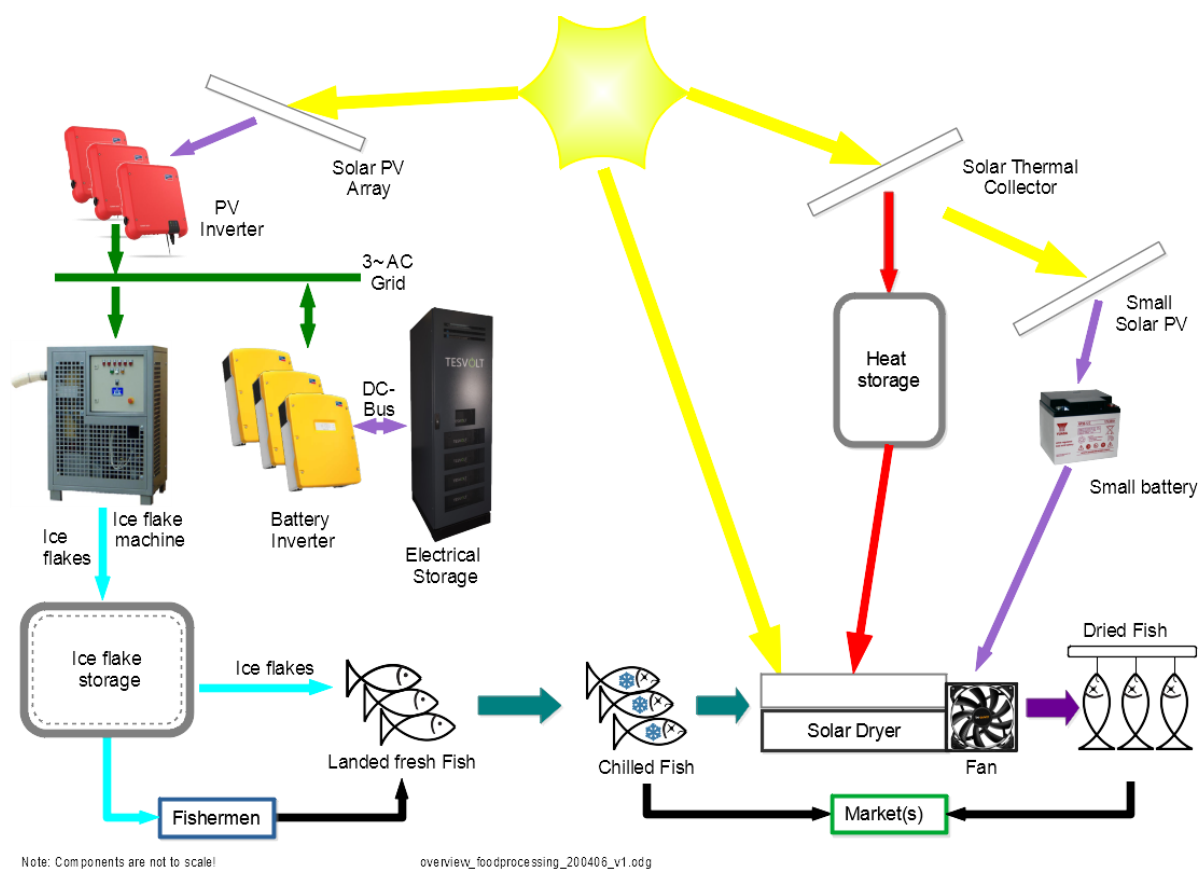 Solar PV
Array
Solar Thermal
Collector
PV
Inverter
3~ AC
Grid
Small
Solar PV
Heat
storage
TESVOLT
DC-
Bus
Small battery
Ice flake
machine
Ice
flakes
Battery
Inverter
Electrical
Storage
Dried Fish
Ice flake
storage
Ice flakes
Solar Dryer
Landed fresh Fish
Chilled Fish
Fan
Fishermen
Market(s)
Note: Components are not to scale!
overview_foodprocessing_200406_v1.odg